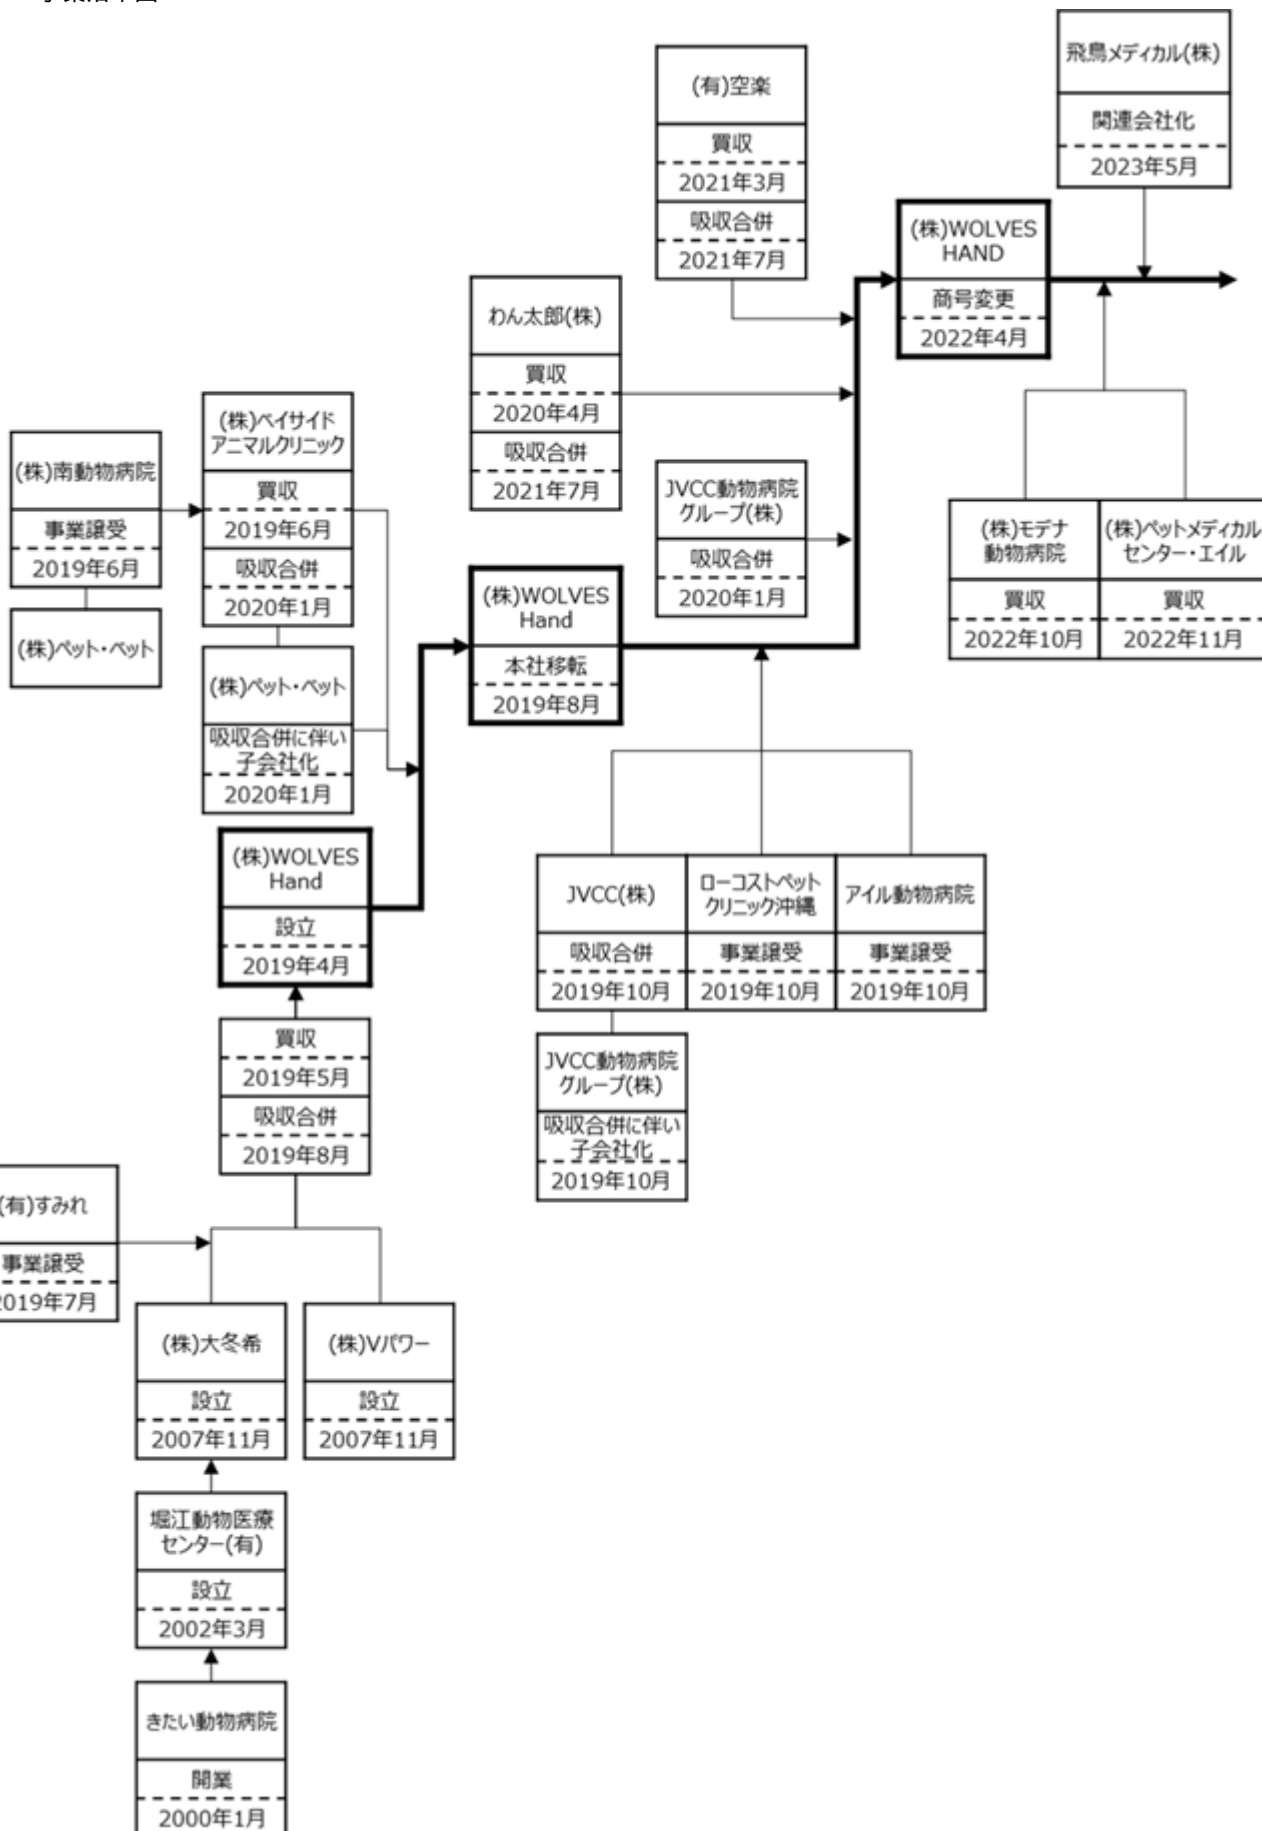 飛鳥メディカル(株)
関連会社化
2023年5月
(有)空楽
買収
2021年3月
吸収合併
2021年7月
(株)WOLVES
HAND
商号変更
2022年4月
わん太郎(株)
買収
2020年4月
吸収合併
2021年7月
(株)ベイサイド
アニマルクリニック
買収
2019年6月
吸収合併
2020年1月
(株)南動物病院
事業譲受
2019年6月
(株)ペット・ベット
JVCC動物病院
グループ(株)
吸収合併
2020年1月
(株)モデナ
動物病院
買収
2022年10月
(株)ペットメディカル
センター・エイル
買収
2022年11月
(株)WOLVES
Hand
本社移転
2019年8月
(株)ペット・ベット
吸収合併に伴い
子会社化
2020年1月
(株)WOLVES
Hand
設立
2019年4月
JVCC(株)
吸収合併
2019年10月
ローコストペット
クリニック沖縄
事業譲受
2019年10月
アイル動物病院
事業譲受
2019年10月
買収
2019年5月
吸収合併
2019年8月
JVCC動物病院
グループ(株)
吸収合併に伴い
子会社化
2019年10月
(有)すみれ
事業譲受
2019年7月
(株)大冬希
設立
2007年11月
(株)Vパワー
設立
2007年11月
堀江動物医療
センター(有)
設立
2002年3月
きたい動物病院
開業
2000年1月